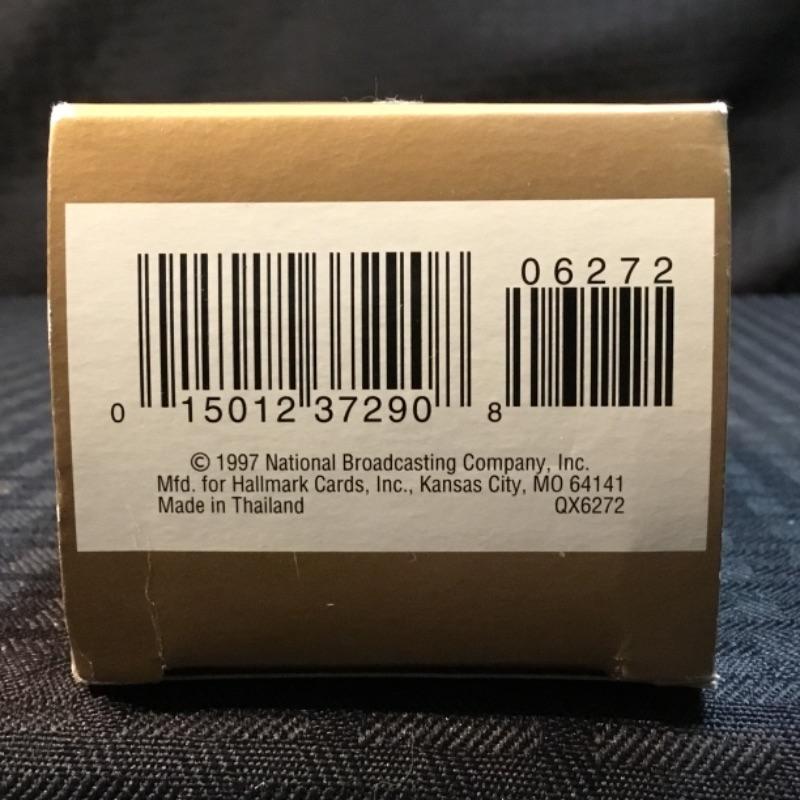 06272
0 15012 37290 8
© 1997 National Broadcasting Company, Inc.
Mfd. for Hallmark Cards, Inc., Kansas City, MO 64141
Made in Thailand QX6272